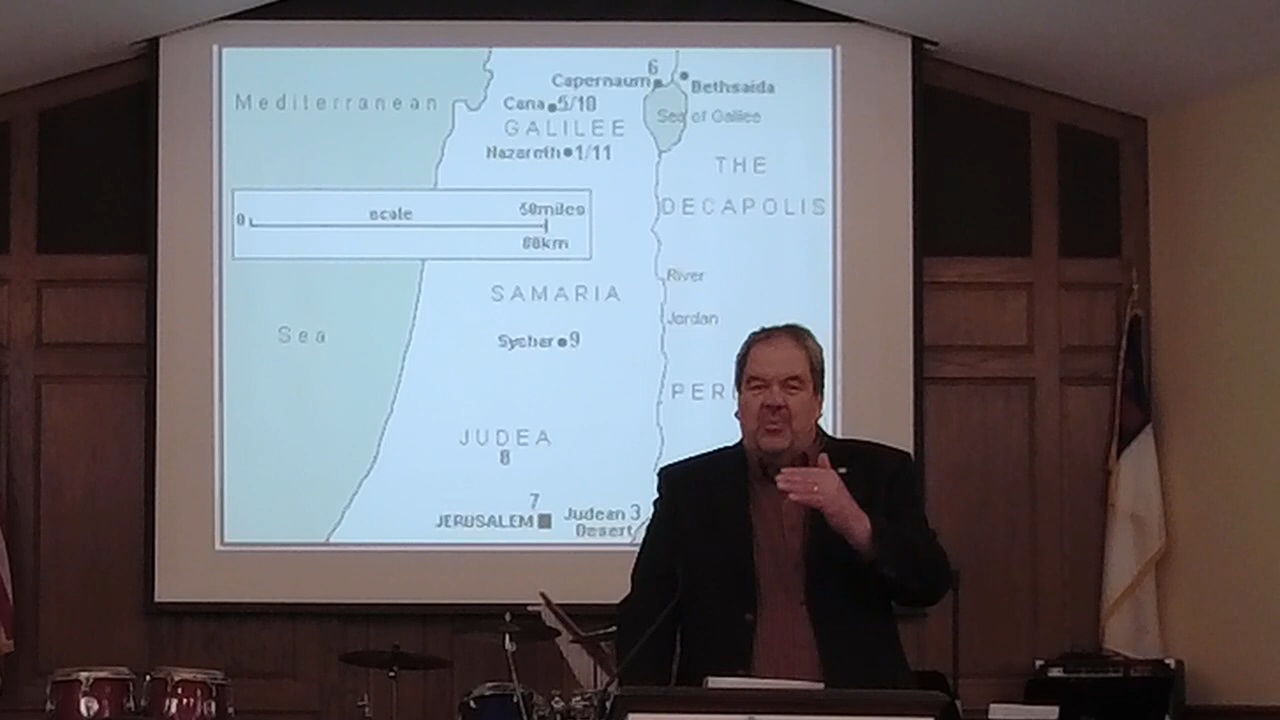 6
Capernaum
Bethsaida
Mediterranean
Cana 5/10
Sea of Galilee
GALILEE
Nazareth 1/11
THE
DECAPOLIS
scale
50miles
0
80km
River
SAMARIA
Jordan
Sea
Sychar 9
PER
JUDEA
8
7
JERUSALEM
Judean 3
Desert